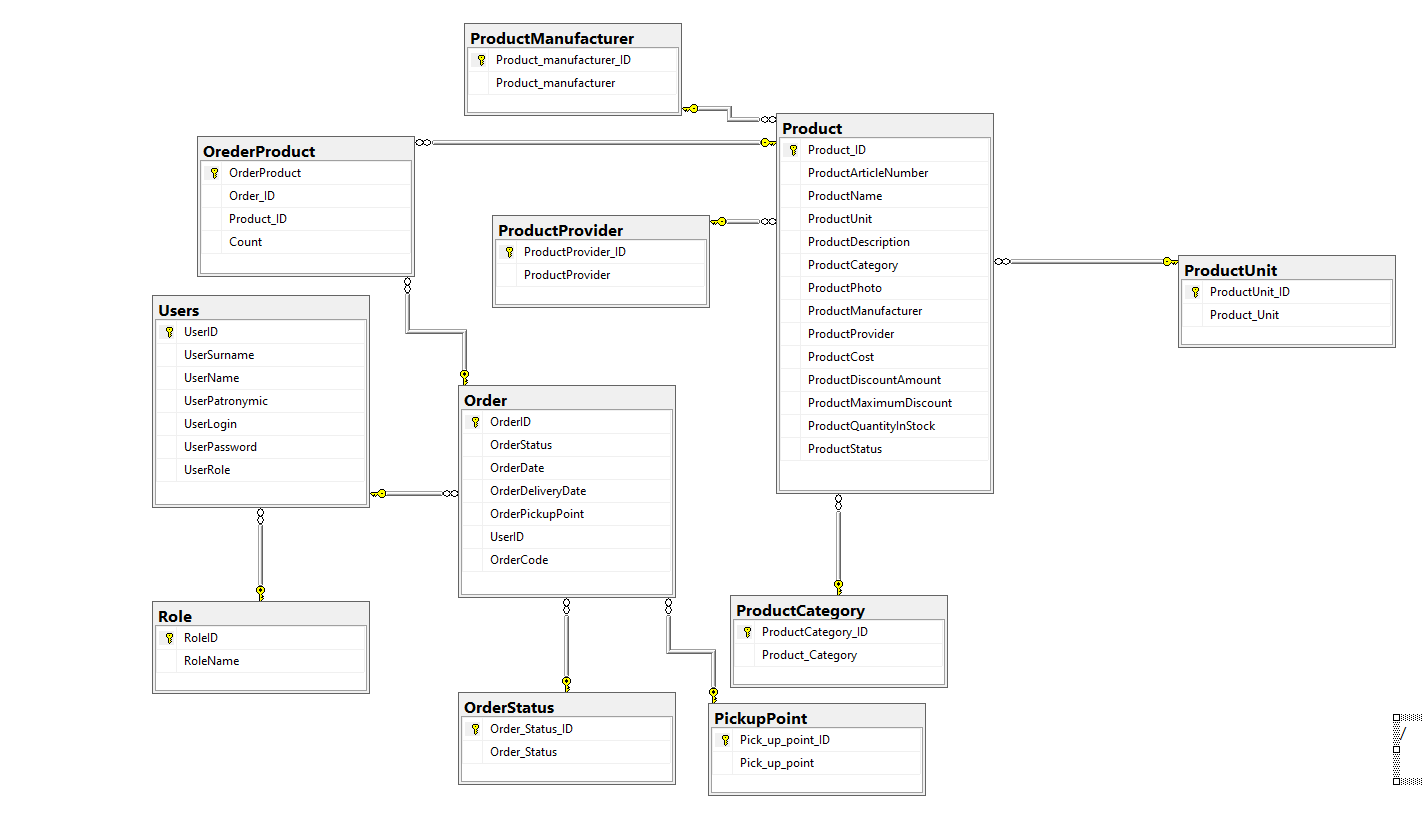 ProductManufacturer
Product_manufacturer_ID
Product_manufacturer
Product
Product_ID
ProductArticleNumber
ProductName
ProductUnit
ProductDescription
ProductCategory
ProductPhoto
ProductManufacturer
ProductProvider
ProductCost
ProductDiscountAmount
ProductMaximumDiscount
ProductQuantityInStock
ProductStatus
OrederProduct
OrderProduct
Order_ID
Product_ID
Count
ProductProvider
ProductProvider_ID
ProductProvider
ProductUnit
ProductUnit_ID
Product_Unit
Users
UserID
UserSurname
UserName
UserPatronymic
UserLogin
UserPassword
UserRole
Order
OrderID
OrderStatus
OrderDate
OrderDeliveryDate
OrderPickupPoint
UserID
OrderCode
Role
RoleID
RoleName
ProductCategory
ProductCategory_ID
Product_Category
OrderStatus
Order_Status_ID
Order_Status
PickupPoint
Pick_up_point_ID
Pick_up_point
/